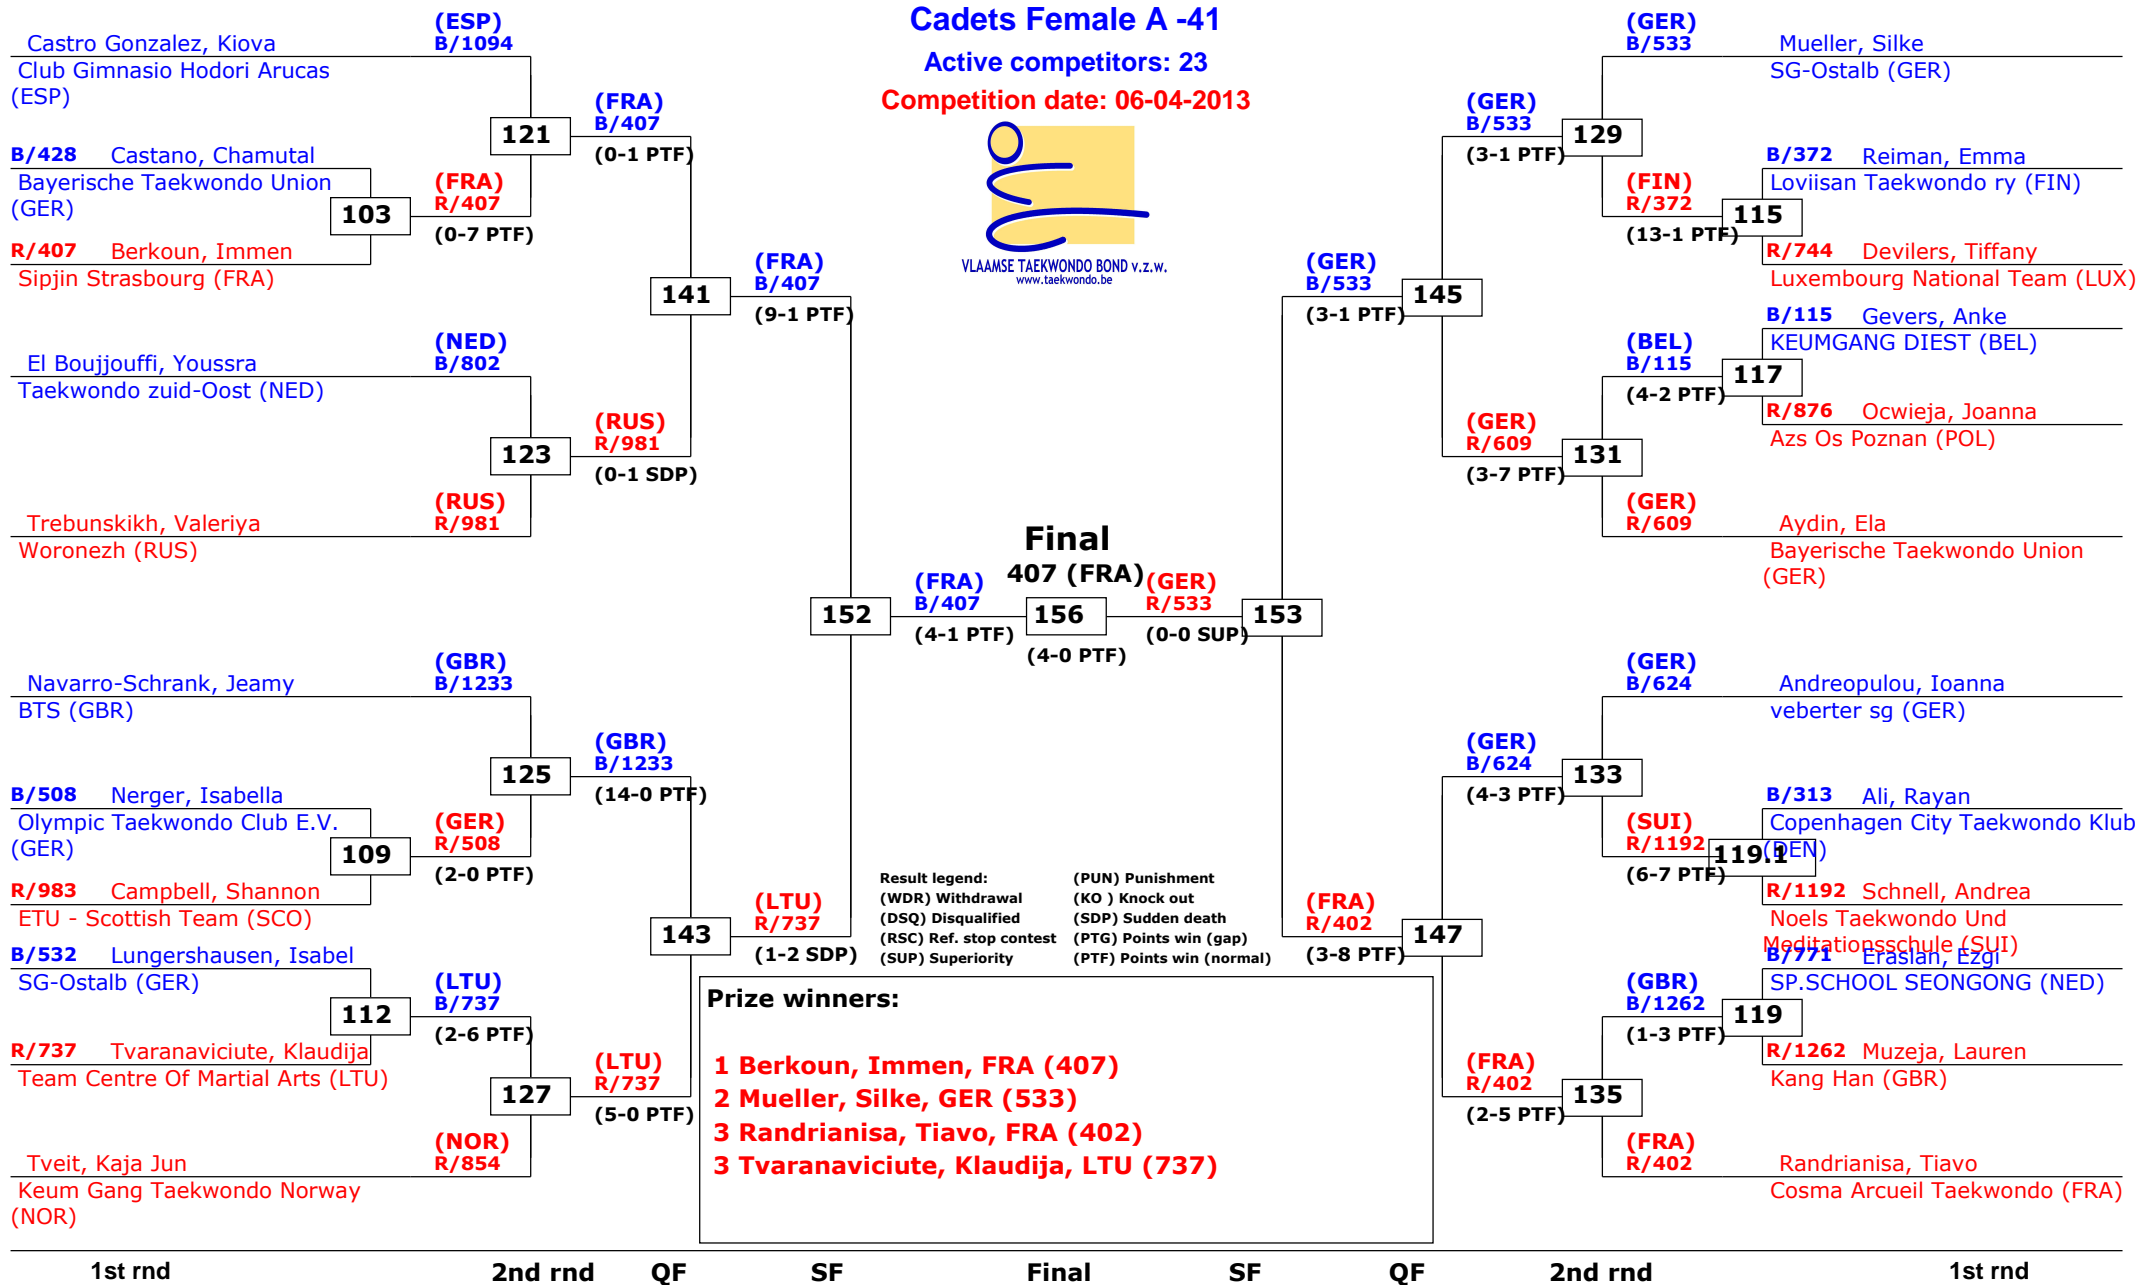 Cadets Female A -41
Active competitors: 23
Competition date: 06-04-2013
VLAAMSE TAEKWONDO BOND v.z.w.
www.taekwondo.be
Castro Gonzalez, Kiova
(ESP)
B/1094
Club Gimnasio Hodori Arucas
(ESP)
121
(FRA)
B/407
(0-1 PTF)
B/428 Castano, Chamutal
Bayerische Taekwondo Union
(GER)
103
(FRA)
R/407
(0-7 PTF)
R/407 Berkoun, Immen
Sipjin Strasbourg (FRA)
141
(FRA)
B/407
(9-1 PTF)
El Boujjouffi, Youssra
(NED)
B/802
Taekwondo zuid-Oost (NED)
123
(RUS)
R/981
(0-1 SDP)
Trebunskikh, Valeriya
(RUS)
R/981
Woronezh (RUS)
152
(FRA)
B/407
(4-1 PTF)
Final
407 (FRA)
156
(4-0 PTF)
(GER)
R/533
(0-0 SUP)
153
Navarro-Schrank, Jeamy
(GBR)
B/1233
BTS (GBR)
125
(GBR)
B/1233
(14-0 PTF)
B/508 Nerger, Isabella
Olympic Taekwondo Club E.V.
(GER)
109
(GER)
R/508
(2-0 PTF)
R/983 Campbell, Shannon
ETU - Scottish Team (SCO)
143
(LTU)
R/737
(1-2 SDP)
B/532 Lungershausen, Isabel
SG-Ostalb (GER)
112
(LTU)
B/737
(2-6 PTF)
R/737 Tvaranaviciute, Klaudija
Team Centre Of Martial Arts (LTU)
127
(LTU)
R/737
(5-0 PTF)
Tveit, Kaja Jun
(NOR)
R/854
Keum Gang Taekwondo Norway
(NOR)
(GER)
B/533
Mueller, Silke
SG-Ostalb (GER)
(GER)
B/533
(3-1 PTF)
129
B/372 Reiman, Emma
Loviisan Taekwondo ry (FIN)
(FIN)
R/372
(13-1 PTF)
115
R/744 Devilers, Tiffany
Luxembourg National Team (LUX)
(GER)
B/533
(3-1 PTF)
145
B/115 Gevers, Anke
KEUMGANG DIEST (BEL)
(BEL)
B/115
(4-2 PTF)
117
R/876 Ocwieja, Joanna
Azs Os Poznan (POL)
(GER)
R/609
(3-7 PTF)
131
(GER)
R/609
Aydin, Ela
Bayerische Taekwondo Union
(GER)
(GER)
B/624
Andreopulou, Ioanna
veberter sg (GER)
(GER)
B/624
(4-3 PTF)
133
B/313 Ali, Rayan
Copenhagen City Taekwondo Klub
(DEN)
(SUI)
R/1192
(6-7 PTF)
119.1
R/1192 Schnell, Andrea
Noels Taekwondo Und
Meditationsschule (SUI)
(FRA)
R/402
(3-8 PTF)
147
B/771 Eraslan, Ezgi
SP.SCHOOL SEONGONG (NED)
(GBR)
B/1262
(1-3 PTF)
119
R/1262 Muzeja, Lauren
Kang Han (GBR)
(FRA)
R/402
(2-5 PTF)
135
(FRA)
R/402
Randrianisa, Tiavo
Cosma Arcueil Taekwondo (FRA)
Result legend: (PUN) Punishment
(WDR) Withdrawal (KO ) Knock out
(DSQ) Disqualified (SDP) Sudden death
(RSC) Ref. stop contest (PTG) Points win (gap)
(SUP) Superiority (PTF) Points win (normal)
Prize winners:
1 Berkoun, Immen, FRA (407)
2 Mueller, Silke, GER (533)
3 Randrianisa, Tiavo, FRA (402)
3 Tvaranaviciute, Klaudija, LTU (737)
1st rnd 2nd rnd QF SF Final SF QF 2nd rnd 1st rnd